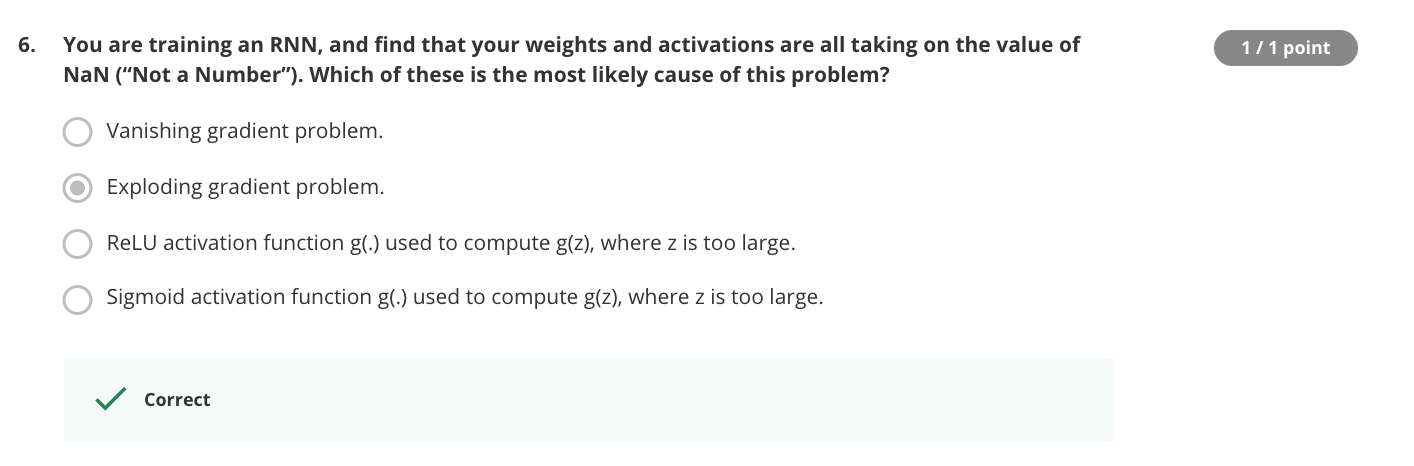 6. You are training an RNN, and find that your weights and activations are all taking on the value of
NaN (“Not a Number”). Which of these is the most likely cause of this problem?
1 / 1 point
Vanishing gradient problem.
Exploding gradient problem.
ReLU activation function g(.) used to compute g(z), where z is too large.
Sigmoid activation function g(.) used to compute g(z), where z is too large.
Correct